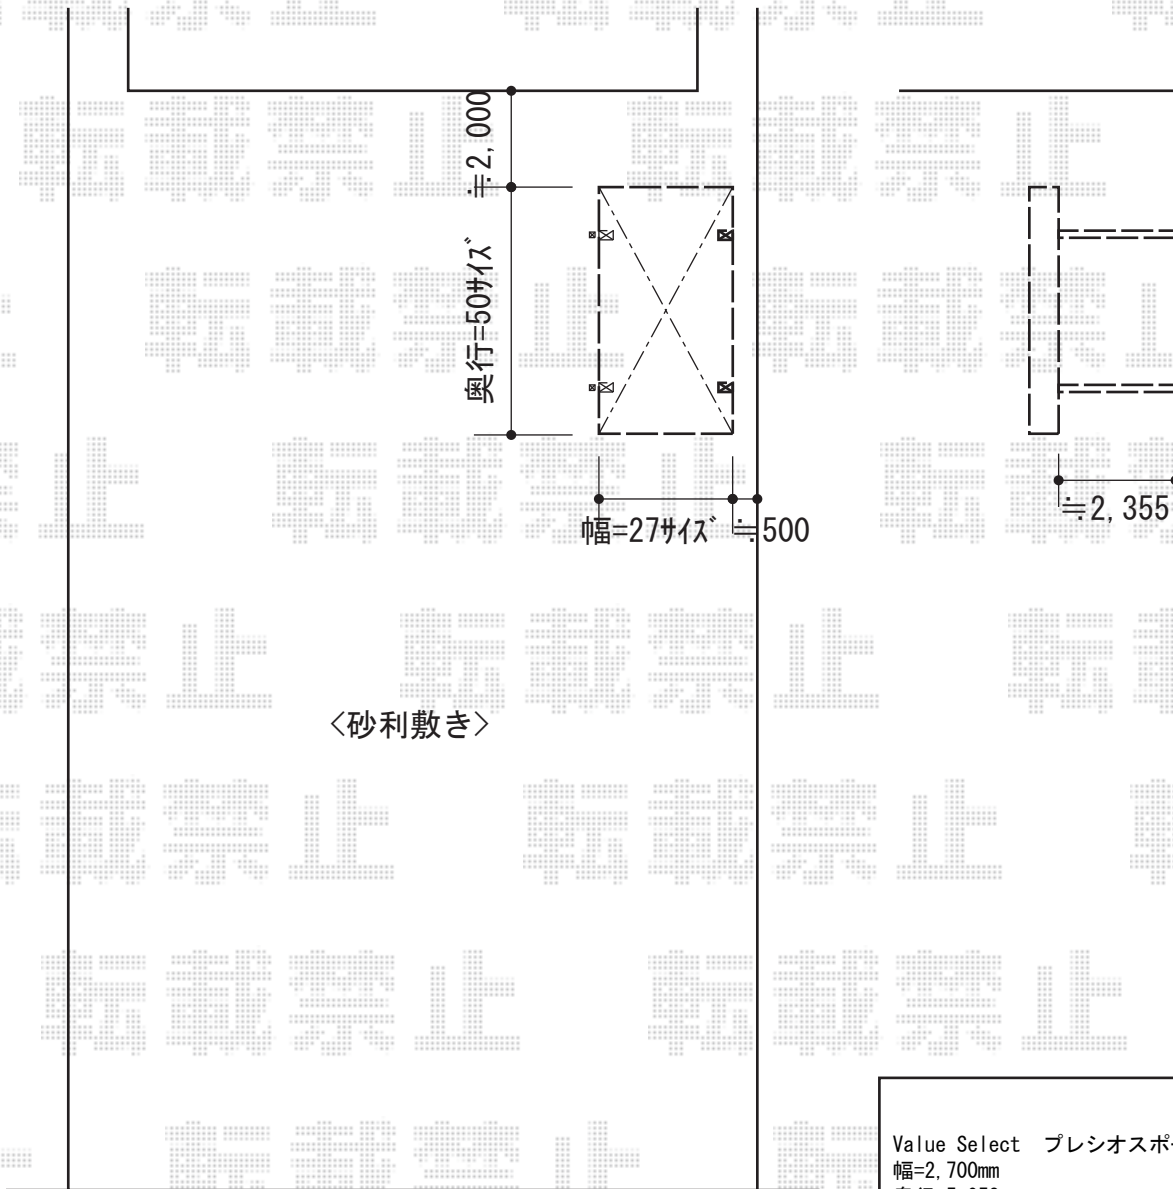 ≒2,000
奥行=50ｻｲｽﾞ
幅=27ｻｲｽﾞ
≒500
≒2,355
<砂利敷き>
Value Select プレシオスポ
幅=2,700mm
転載禁止